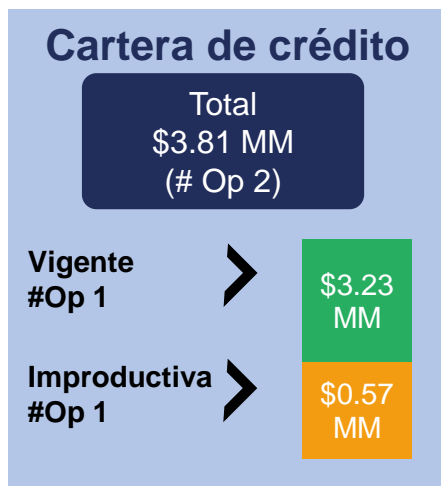 Cartera de crédito
Total
$3.81 MM
(# Op 2)
Vigente
#Op 1
$3.23
MM
Improductiva
#Op 1
$0.57
MM